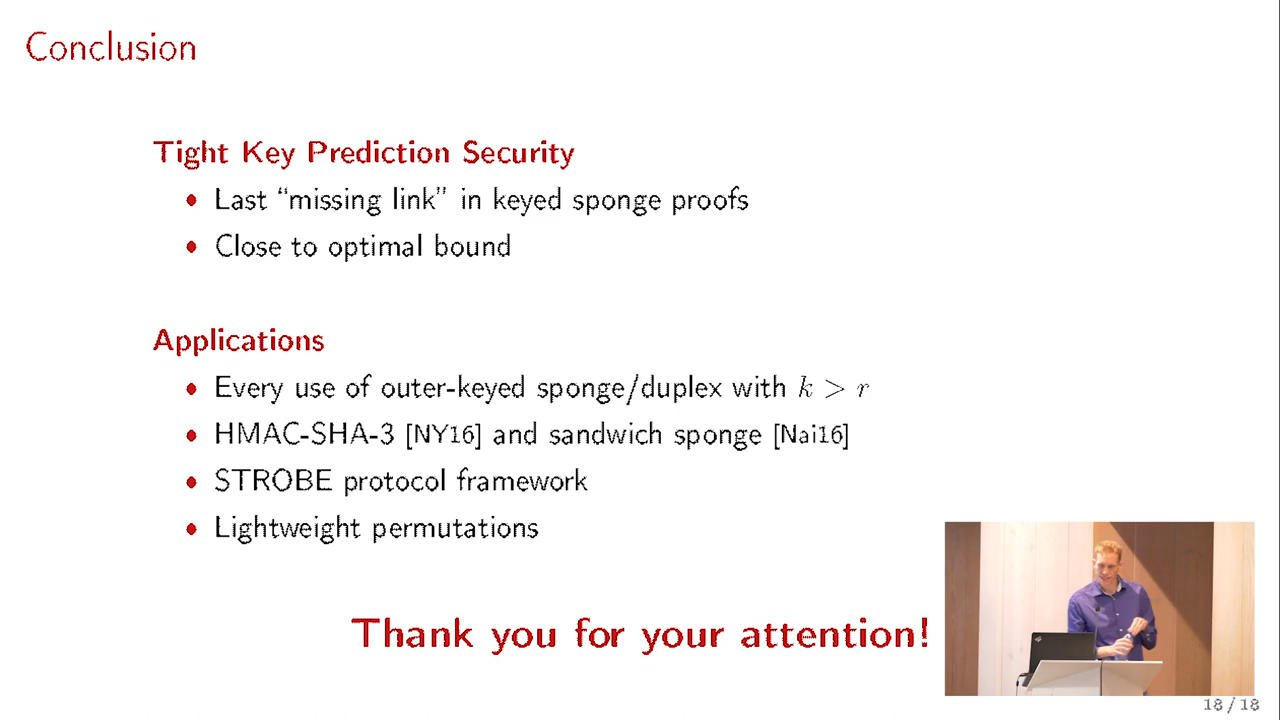 Conclusion
Tight Key Prediction Security
• Last “missing link” in keyed sponge proofs
• Close to optimal bound
Applications
• Every use of outer-keyed sponge/duplex with k > r
• HMAC-SHA-3 [NY16] and sandwich sponge [Nai16]
• STROBE protocol framework
• Lightweight permutations
Thank you for your attention!
18 / 18